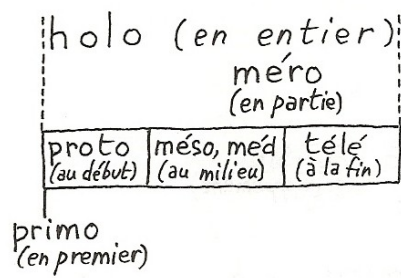 holo (en entier)
méro
(en partie)
proto méso, méd télé
(au début) (au milieu) (à la fin)
primo
(en premier)